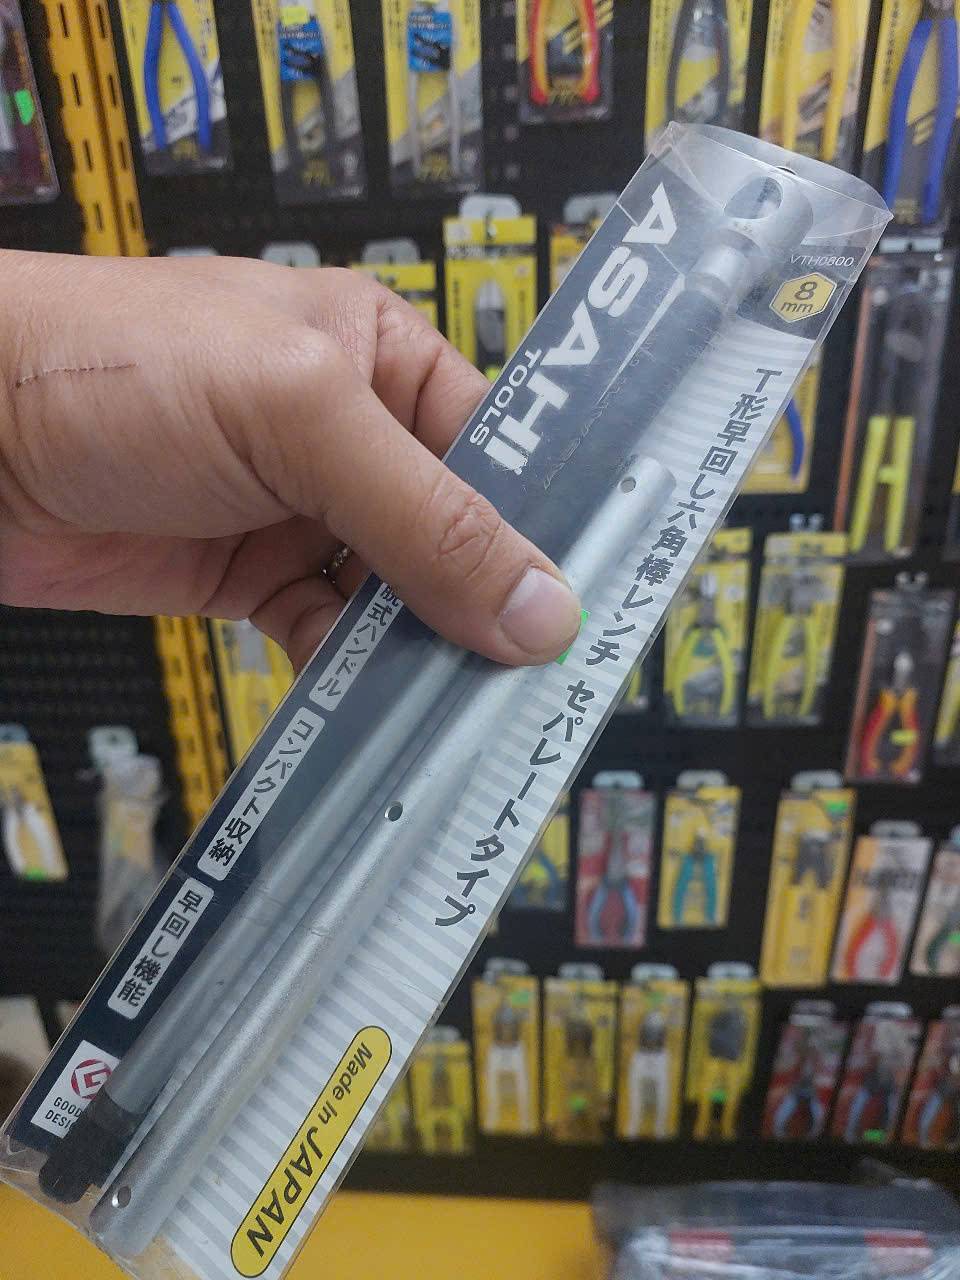 ASAHI
TOOLS
VTH0800
8
mm
T形早回し六角棒レンチ セパレートタイプ
脱式ハンドル
コンパクト収納
早回し機能
GOOD
Made In JAPAN